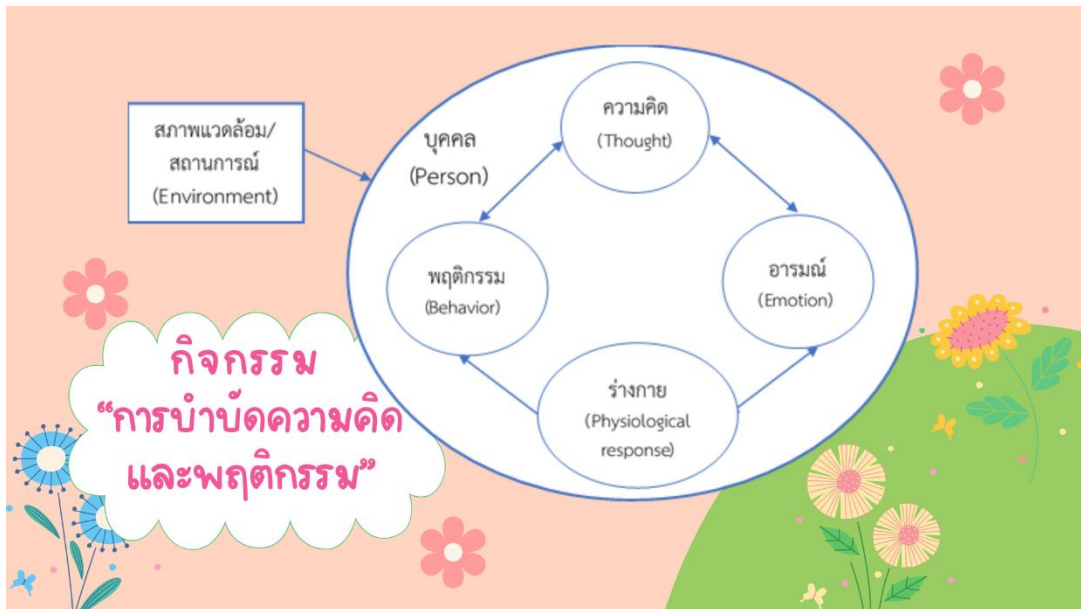 สภาพแวดล้อม/
สถานการณ์
(Environment)
บุคคล
(Person)
ความคิด
(Thought)
พฤติกรรม
(Behavior)
อารมณ์
(Emotion)
ร่างกาย
(Physiological
response)
กิจกรรม
“การบำบัดความคิด
และพฤติกรรม”